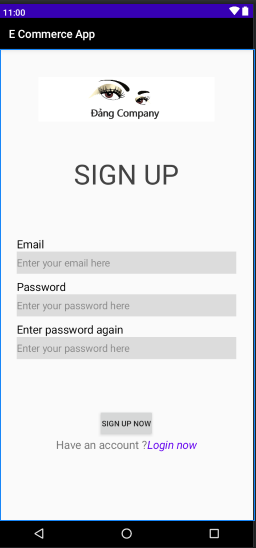 11:00
E Commerce App
Đảng Company
SIGN UP
Email
Enter your email here
Password
Enter your password here
Enter password again
Enter your password here
SIGN UP NOW
Have an account ?Login now